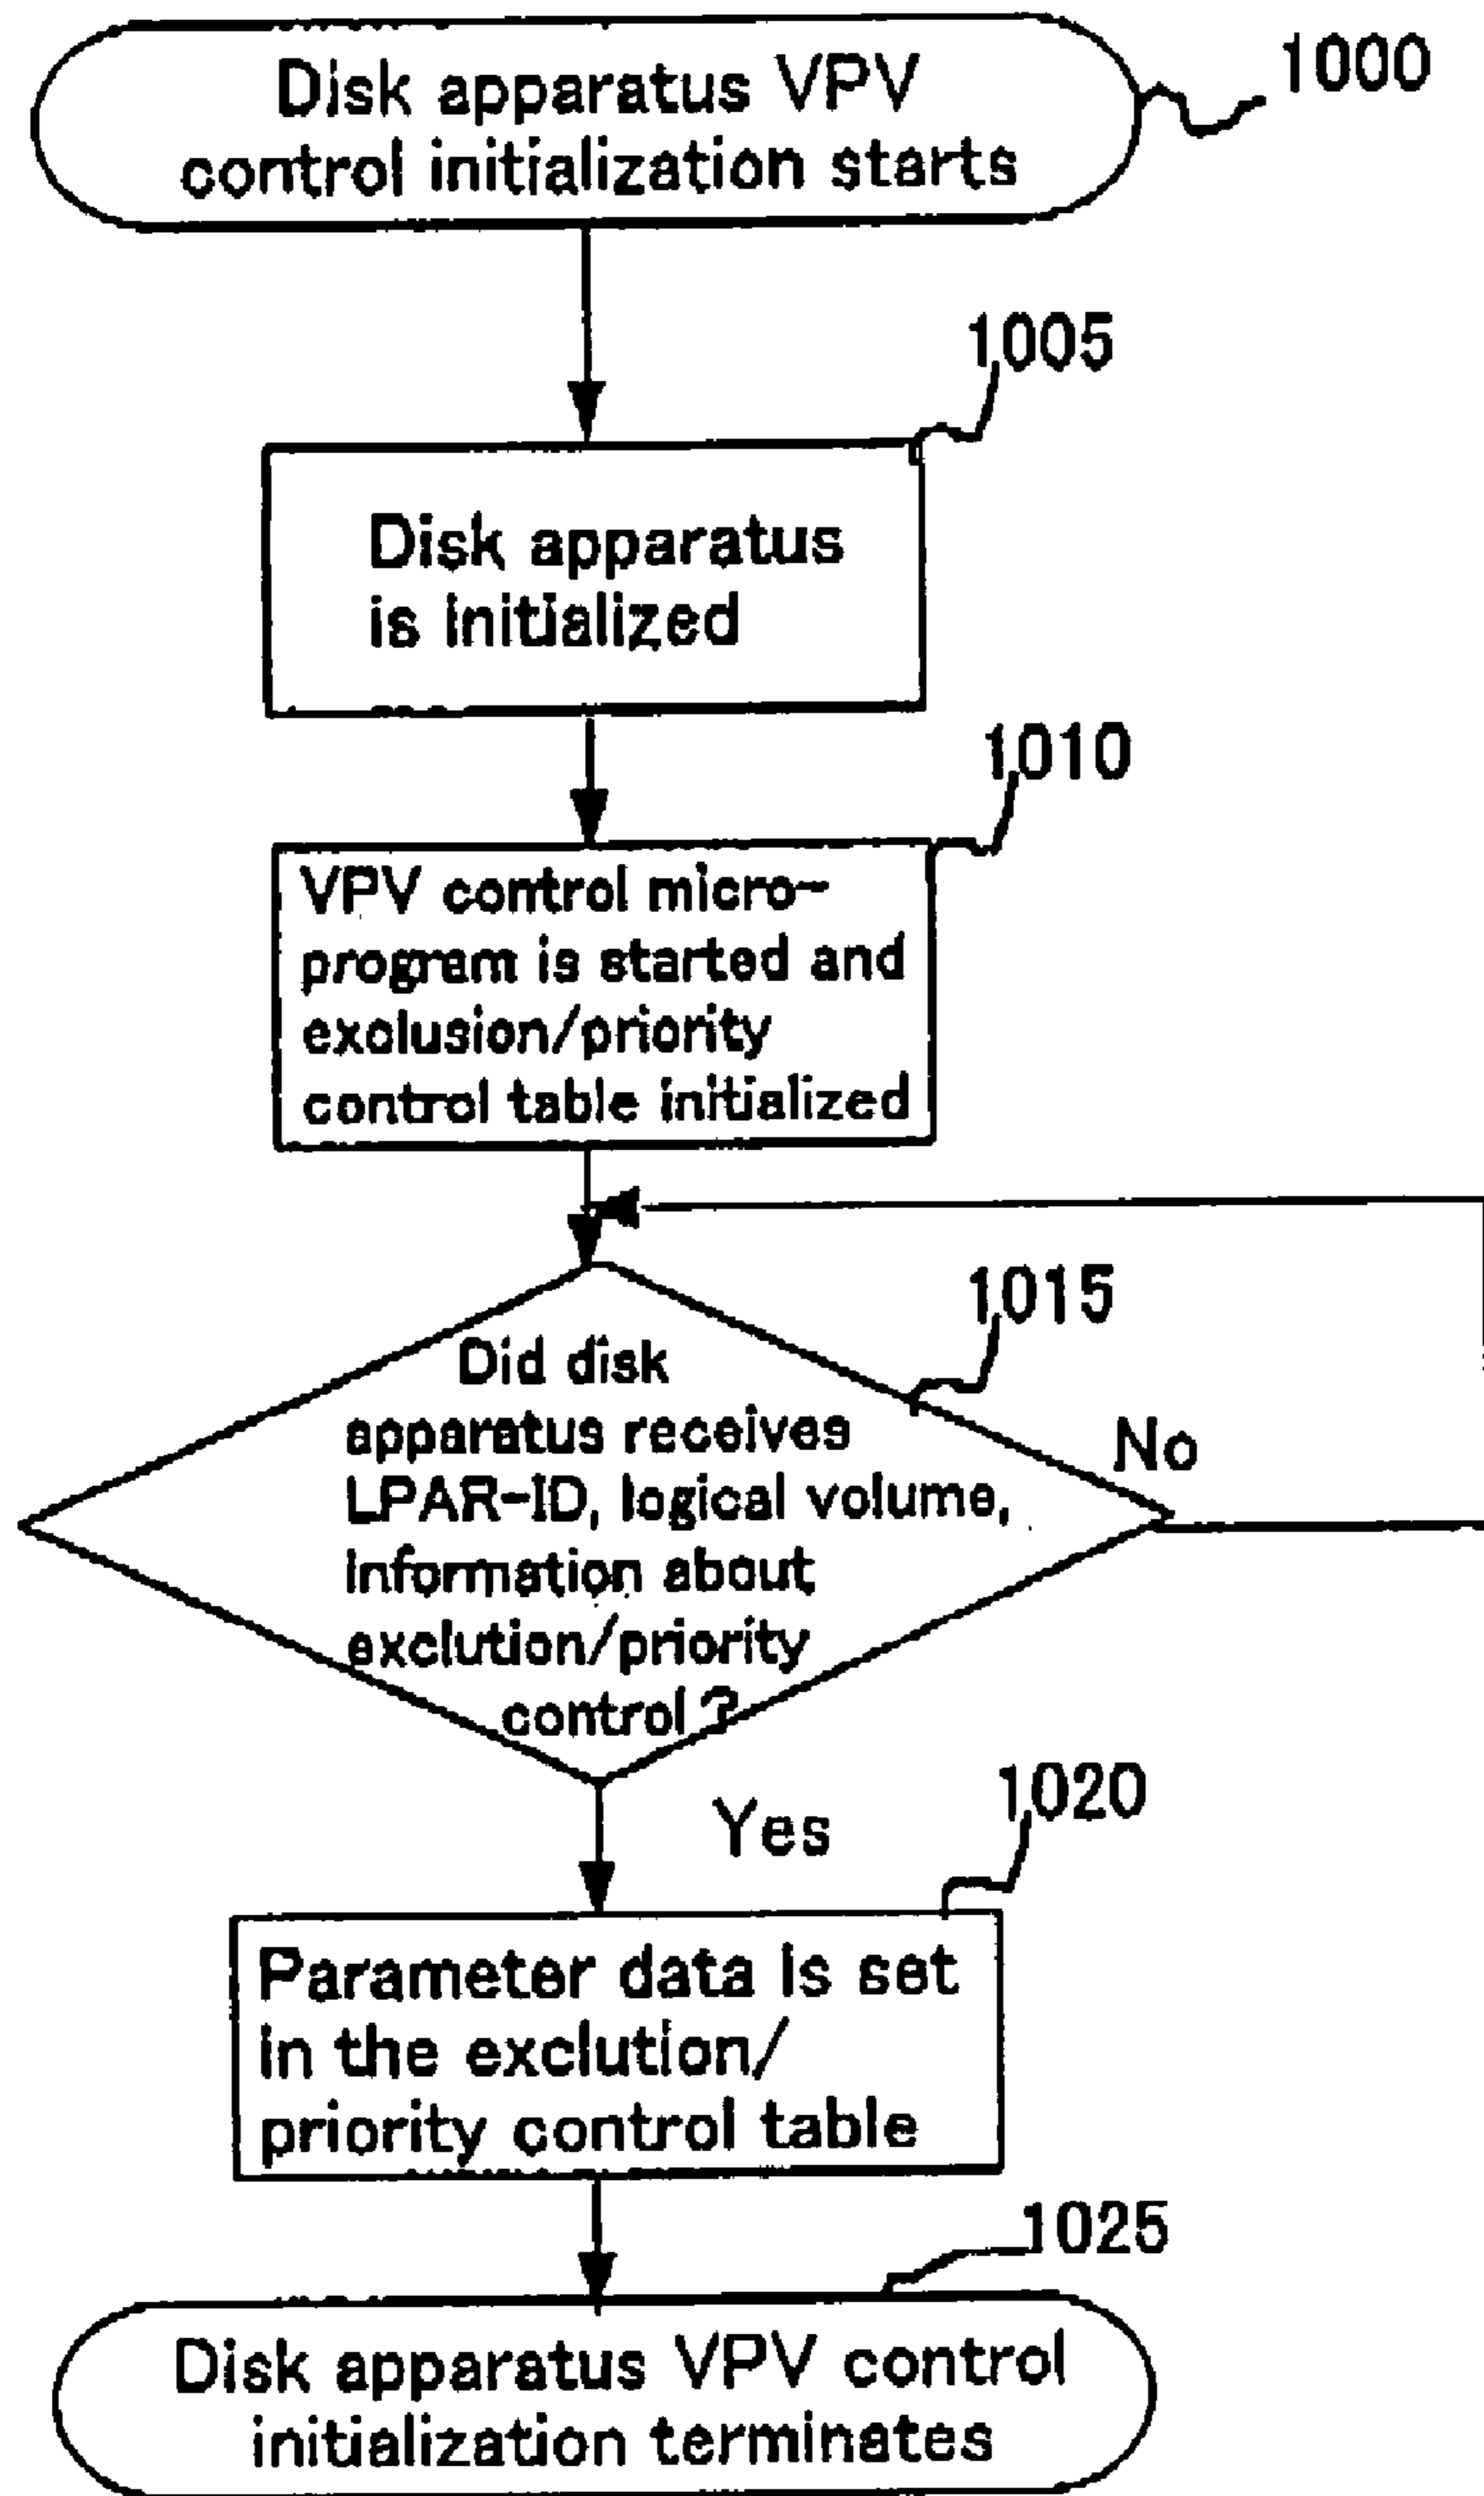 Disk apparatus VPV
control initialization starts
1000
1005
Disk apparatus
is initialized
1010
VPV control micro-
program is started and
exclusion/priority
control table initialized
1015
Did disk
apparatus receives
LPAR-ID, logical volume,
information about
exclution/priority
control ?
No
Yes
1020
Parameter data is set
in the exclution/
priority control table
1025
Disk apparatus VPV control
initialization terminates